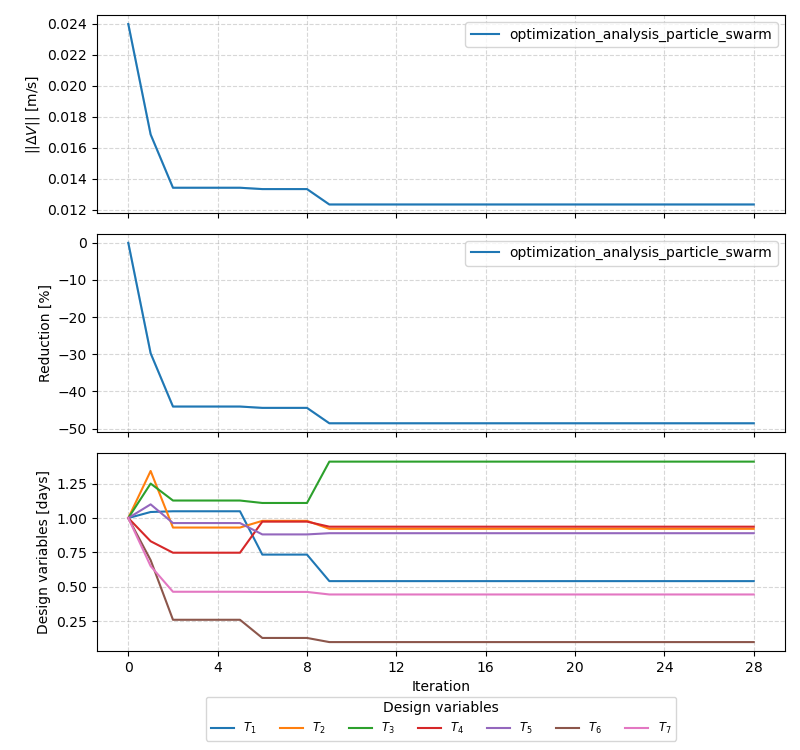 ||ΔV|| [m/s]
0.024
0.022
0.020
0.018
0.016
0.014
0.012
optimization_analysis_particle_swarm
Reduction [%]
0
−10
−20
−30
−40
−50
optimization_analysis_particle_swarm
Design variables [days]
1.25
1.00
0.75
0.50
0.25
0 4 8 12 16 20 24 28
Iteration
Design variables
T₁ T₂ T₃ T₄ T₅ T₆ T₇